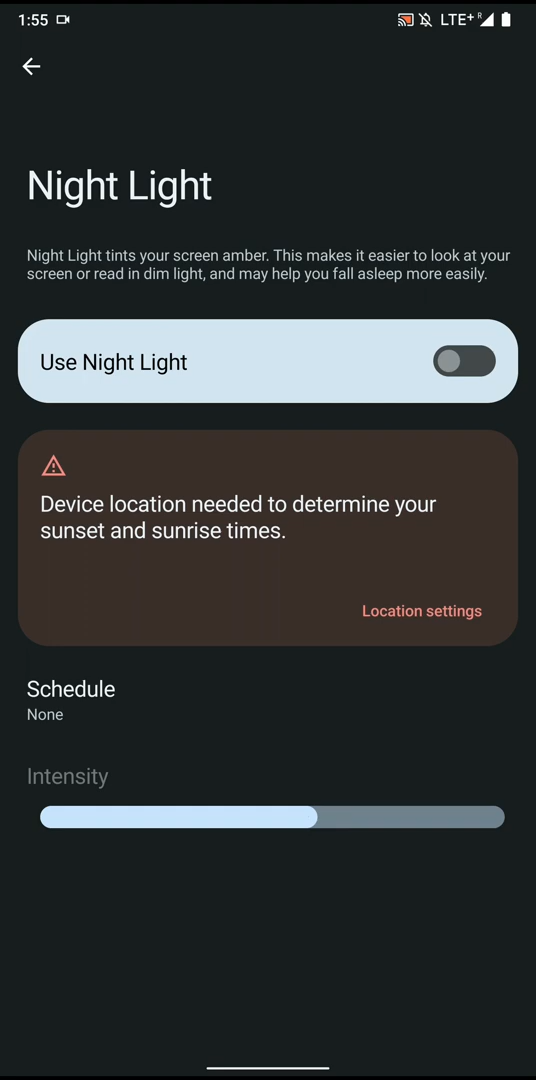 1:55
LTE+ R
Night Light
Night Light tints your screen amber. This makes it easier to look at your
screen or read in dim light, and may help you fall asleep more easily.
Use Night Light
Device location needed to determine your
sunset and sunrise times.
Location settings
Schedule
None
Intensity